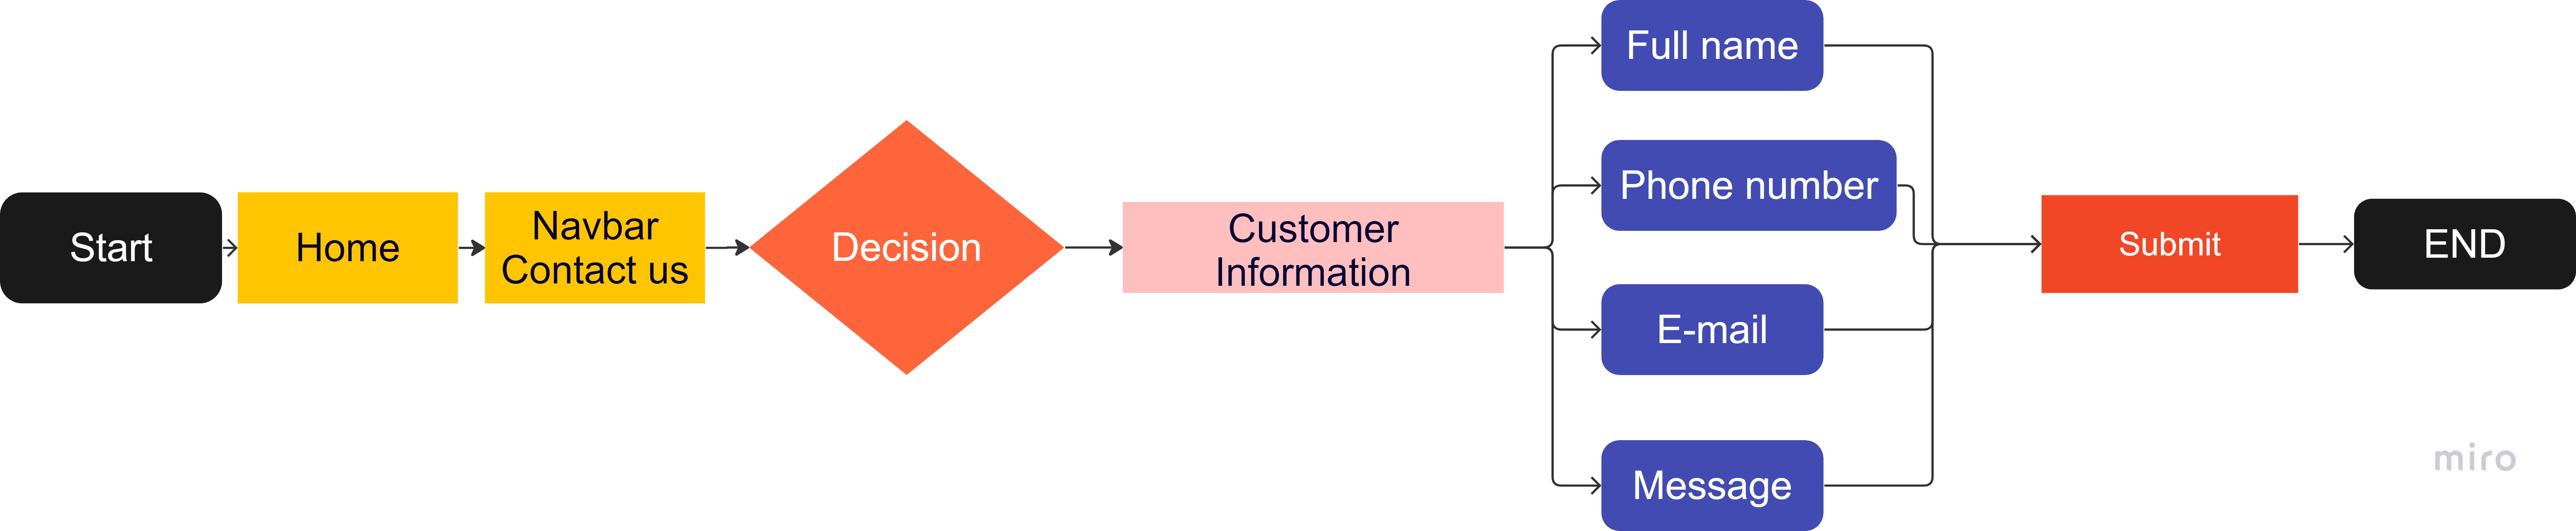 Start
Home
Navbar
Contact us
Decision
Customer
Information
Full name
Phone number
E-mail
Message
Submit
END
miro